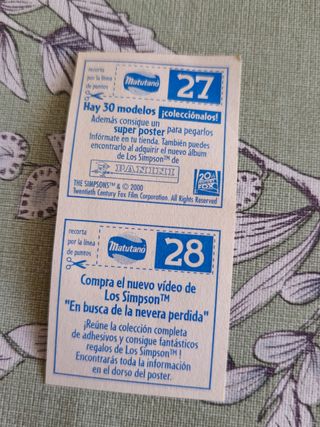 recorta
por la línea
de puntos
Matutano
27
Hay 30 modelos ¡colecciónalos!
Además consigue un
super poster para pegarlos
Infórmate en tu tienda. También puedes
encontrarlo al adquirir el nuevo álbum
de Los Simpson™ de
PANINI
THE SIMPSONS™ & © 2000
Twentieth Century Fox Film Corporation. All Rights Reserved
20th
FOX
recorta
por la línea
de puntos
Matutano
28
Compra el nuevo vídeo de
Los Simpson™
"En busca de la nevera perdida"
¡Reúne la colección completa
de adhesivos y consigue fantásticos
regalos de Los Simpson™!
Encontrarás toda la información
en el dorso del poster.